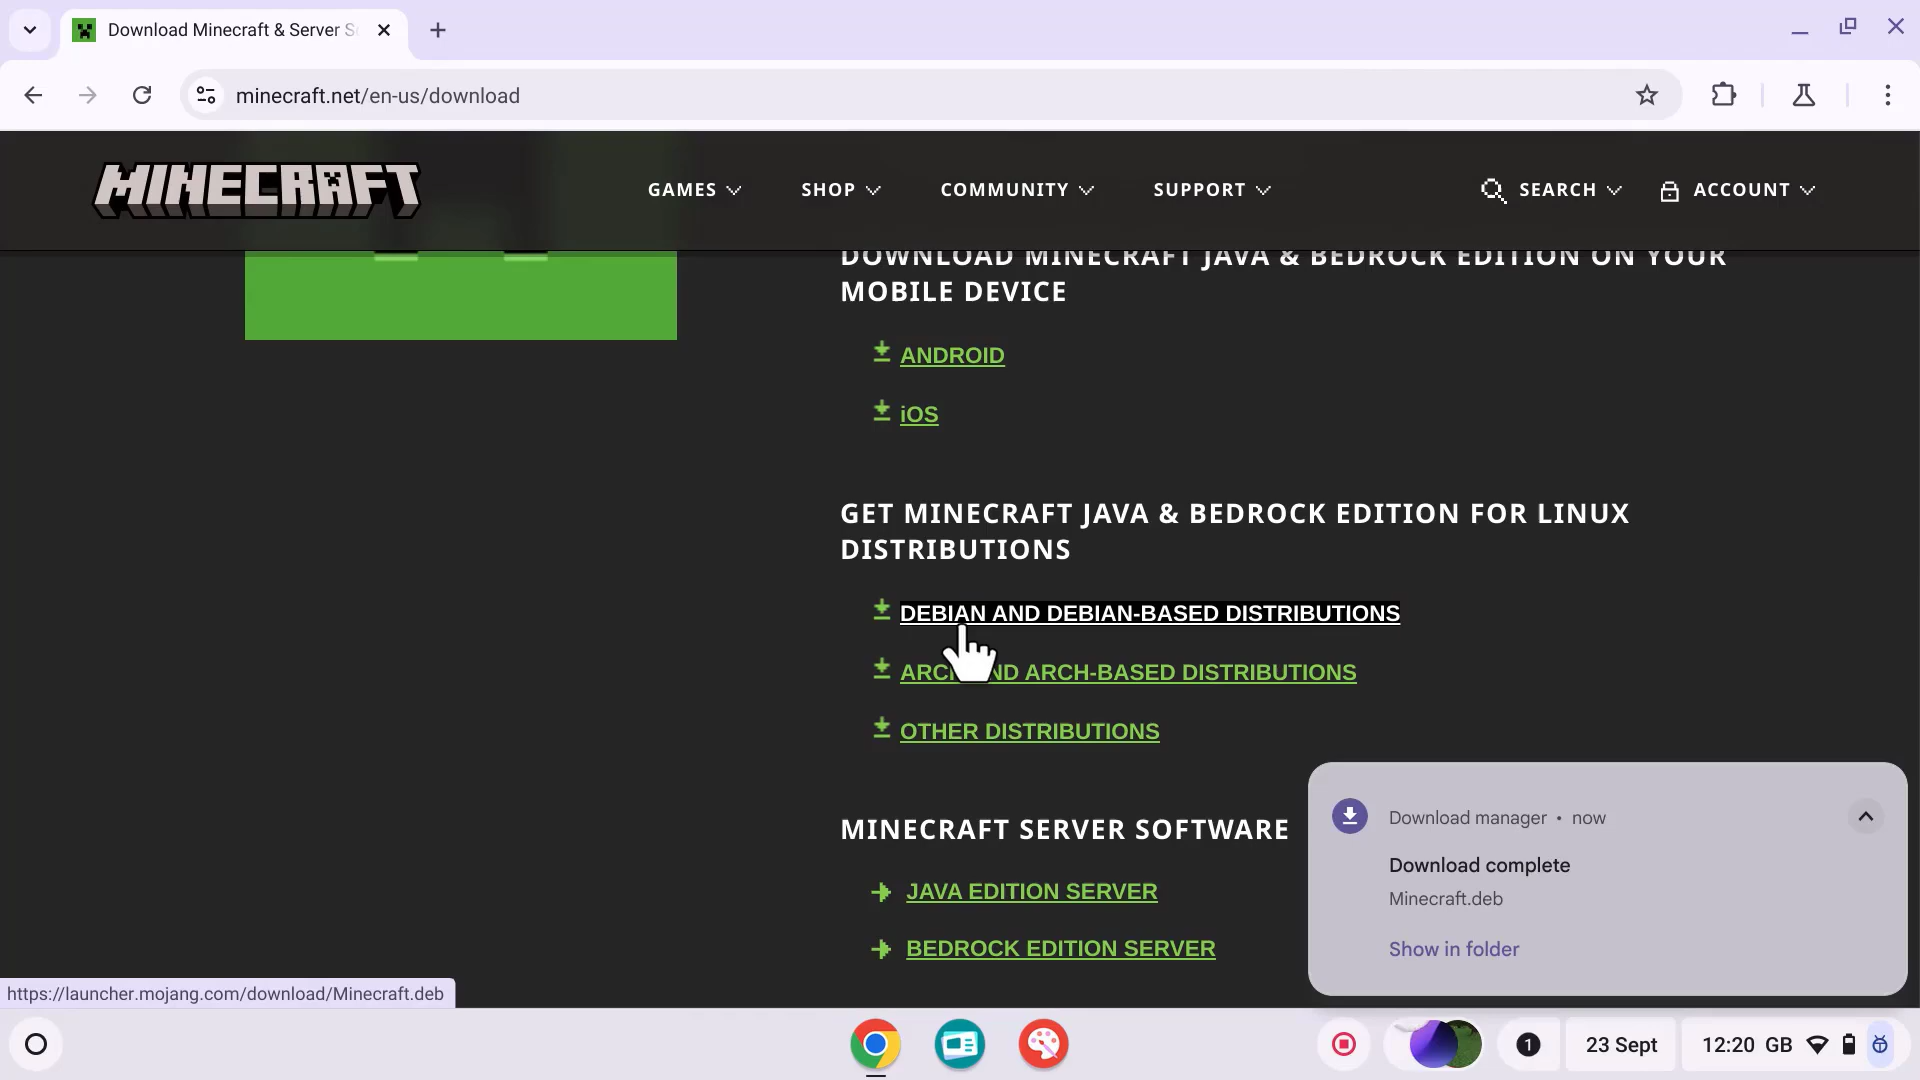 Download Minecraft & Server S
minecraft.net/en-us/download
MINECRAFT
GAMES
SHOP
COMMUNITY
SUPPORT
SEARCH
ACCOUNT
DOWNLOAD MINECRAFT JAVA & BEDROCK EDITION ON YOUR
MOBILE DEVICE
ANDROID
iOS
GET MINECRAFT JAVA & BEDROCK EDITION FOR LINUX
DISTRIBUTIONS
DEBIAN AND DEBIAN-BASED DISTRIBUTIONS
ARCH AND ARCH-BASED DISTRIBUTIONS
OTHER DISTRIBUTIONS
MINECRAFT SERVER SOFTWARE
JAVA EDITION SERVER
BEDROCK EDITION SERVER
Download manager • now
Download complete
Minecraft.deb
Show in folder
https://launcher.mojang.com/download/Minecraft.deb
1
23 Sept
12:20 GB